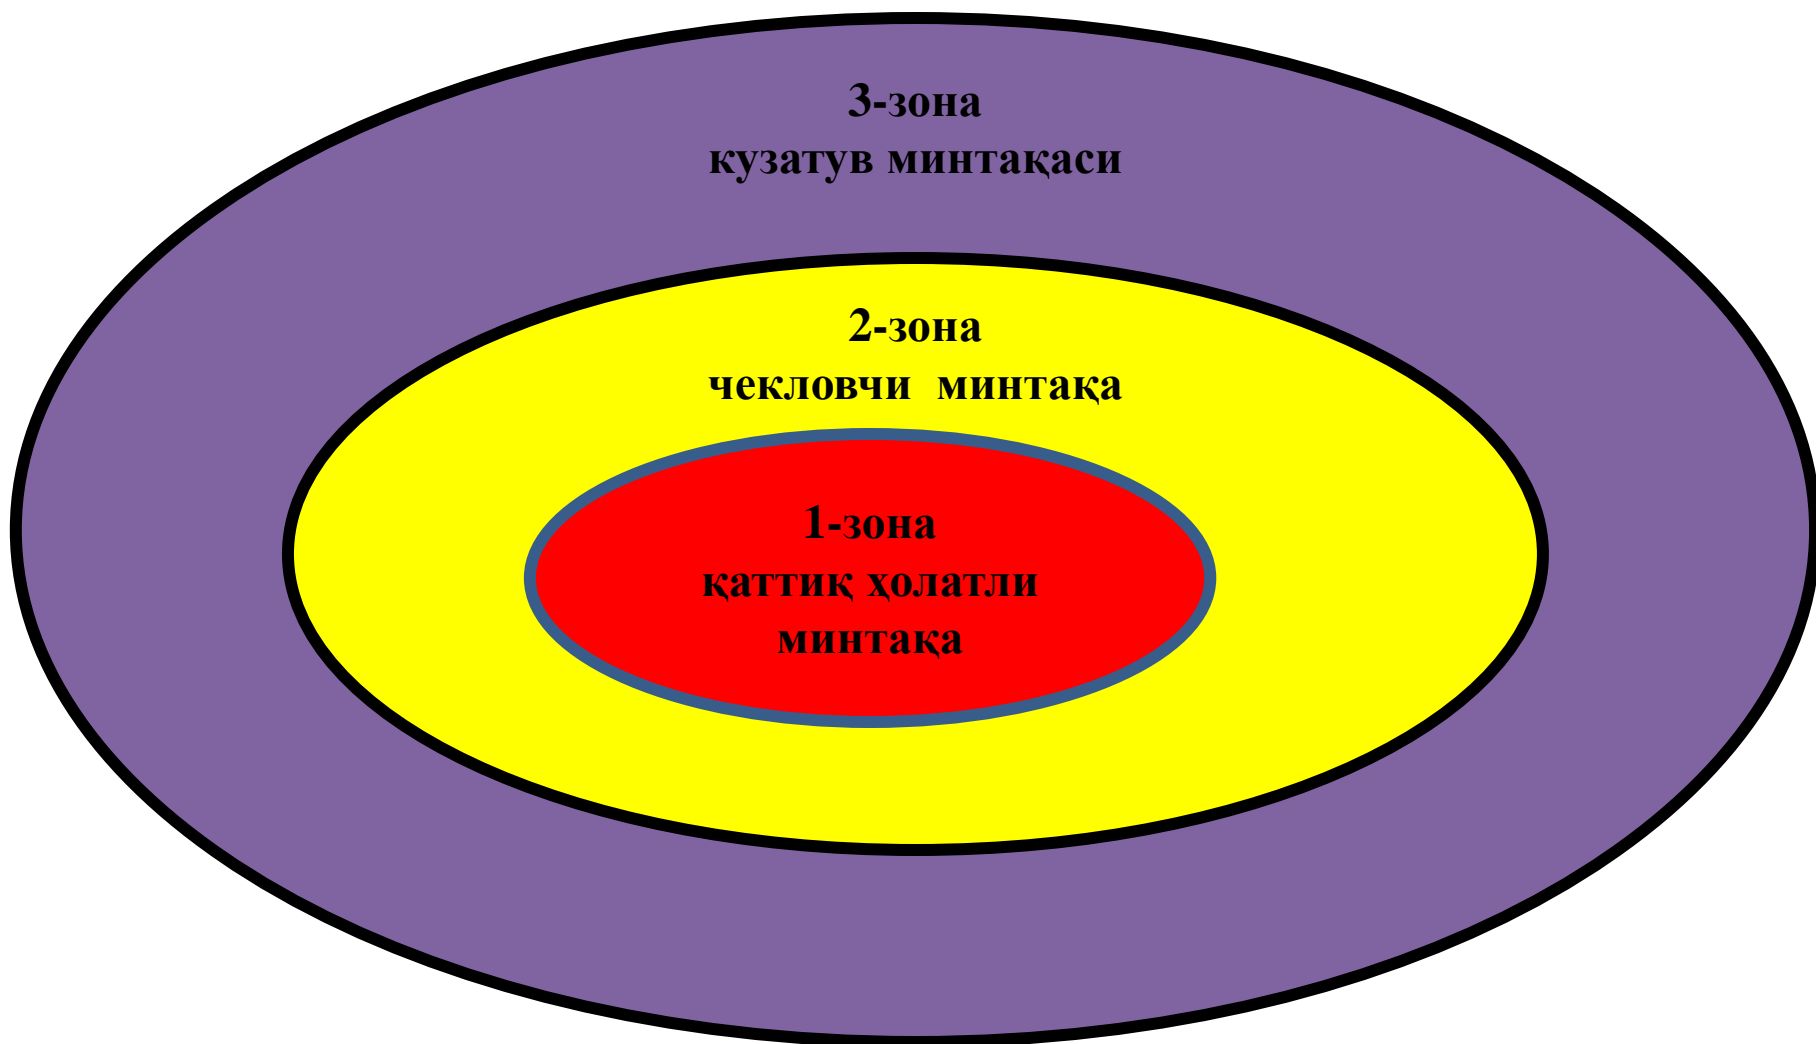 3-зона
кузатув минтақаси
2-зона
чекловчи минтақа
1-зона
қаттиқ ҳолатли
минтақа